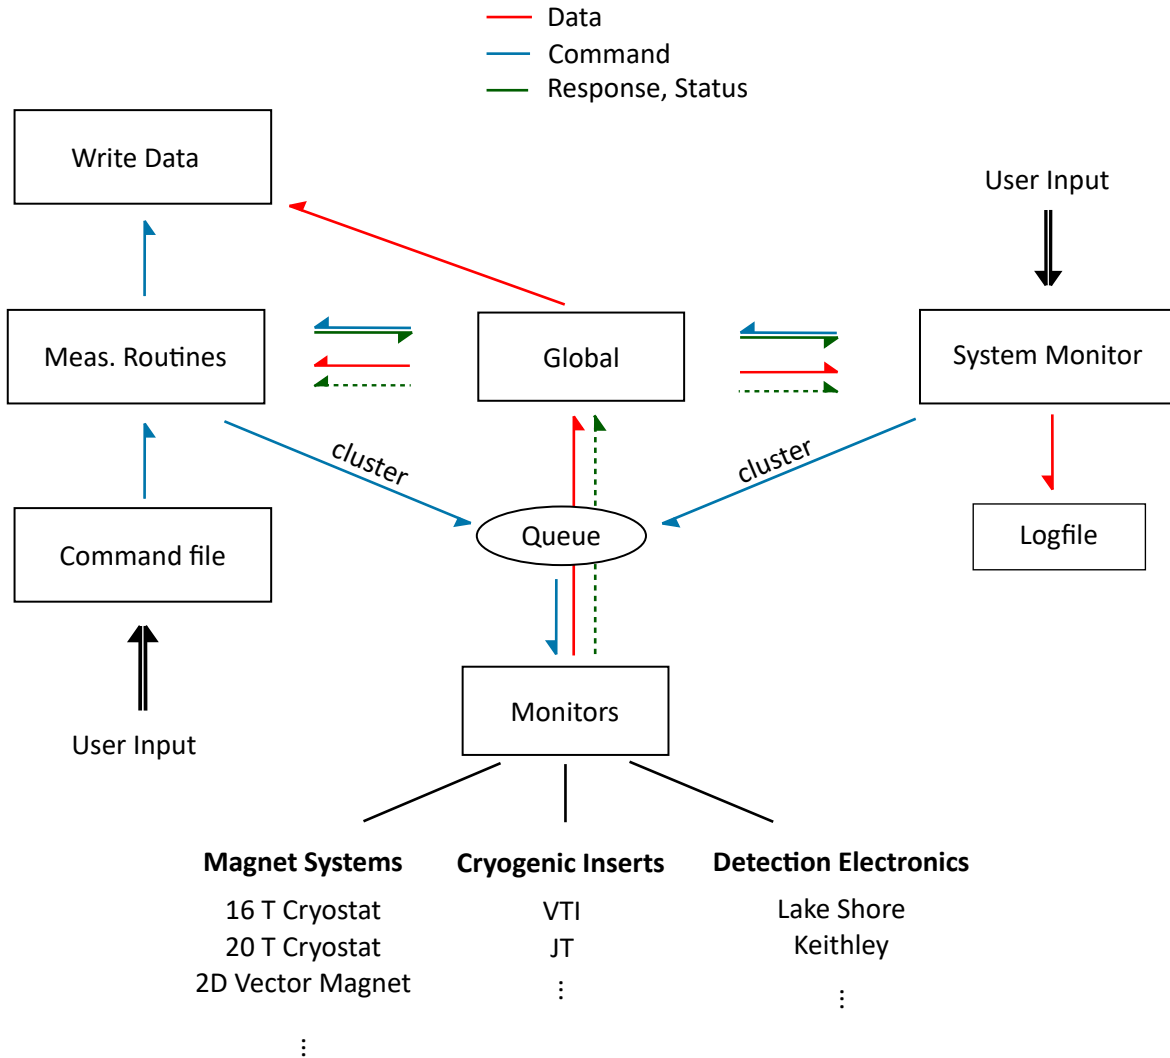 Data
Command
Response, Status
Write Data
User Input
Meas. Routines
Global
System Monitor
cluster
cluster
Command file
Queue
Logfile
Monitors
User Input
Magnet Systems
Cryogenic Inserts
Detection Electronics
16 T Cryostat
VTI
Lake Shore
20 T Cryostat
JT
Keithley
2D Vector Magnet
⋮
⋮
⋮